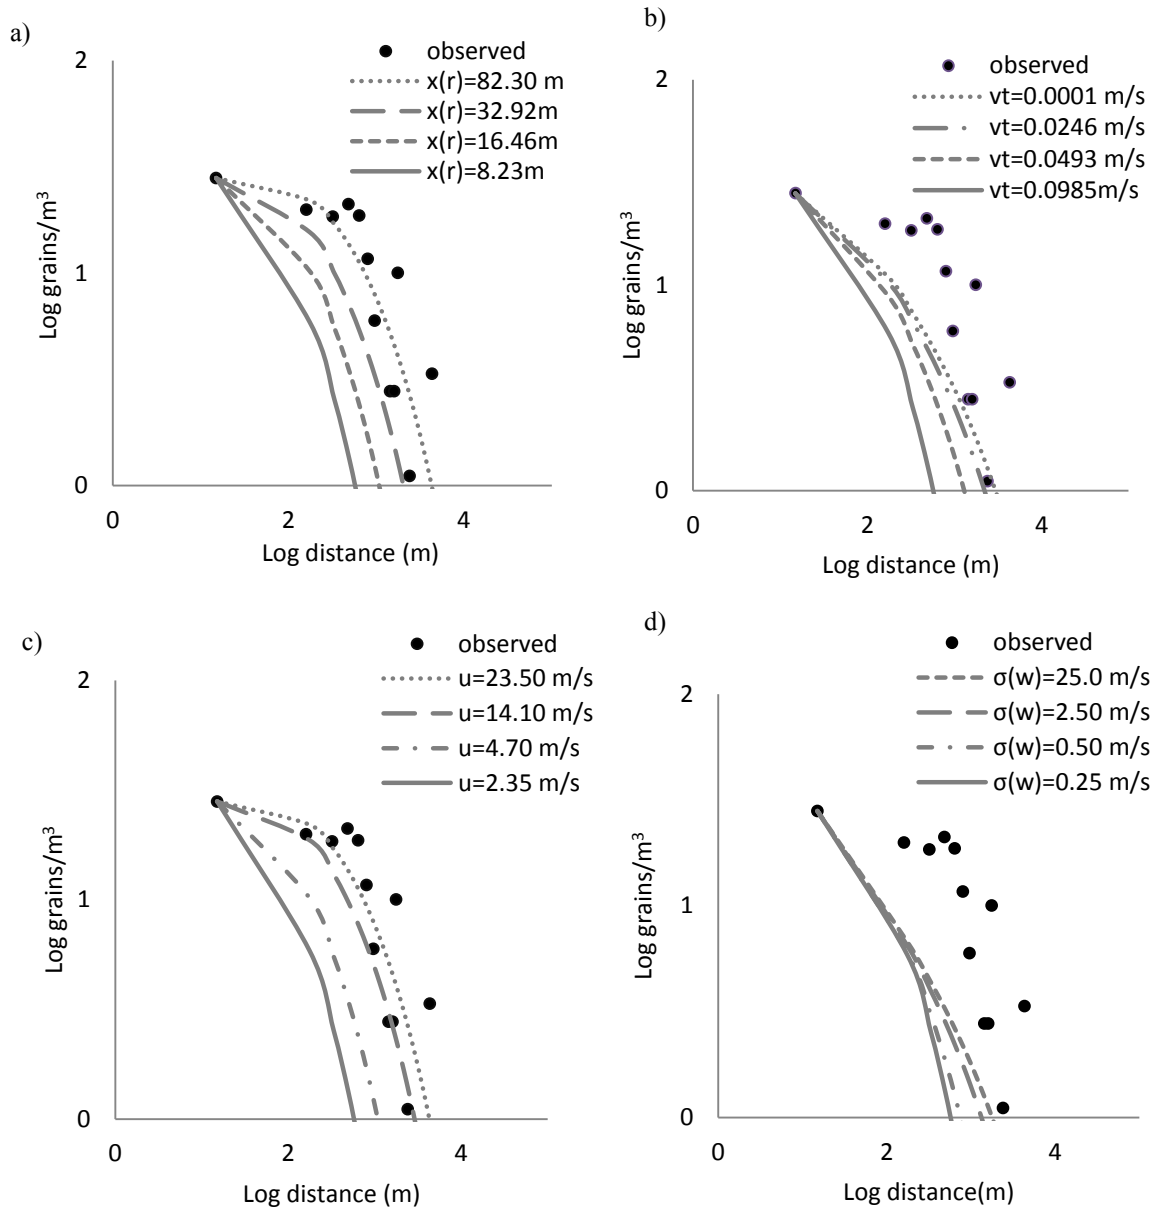 a)
2
1
0
0
2
4
Log grains/m³
Log distance (m)
observed
x(r)=82.30 m
x(r)=32.92m
x(r)=16.46m
x(r)=8.23m
b)
2
1
0
0
2
4
Log grains/m³
Log distance (m)
observed
vt=0.0001 m/s
vt=0.0246 m/s
vt=0.0493 m/s
vt=0.0985m/s
c)
2
1
0
0
2
4
Log grains/m³
Log distance (m)
observed
u=23.50 m/s
u=14.10 m/s
u=4.70 m/s
u=2.35 m/s
d)
2
1
0
0
2
4
Log grains/m³
Log distance(m)
observed
σ(w)=25.0 m/s
σ(w)=2.50 m/s
σ(w)=0.50 m/s
σ(w)=0.25 m/s